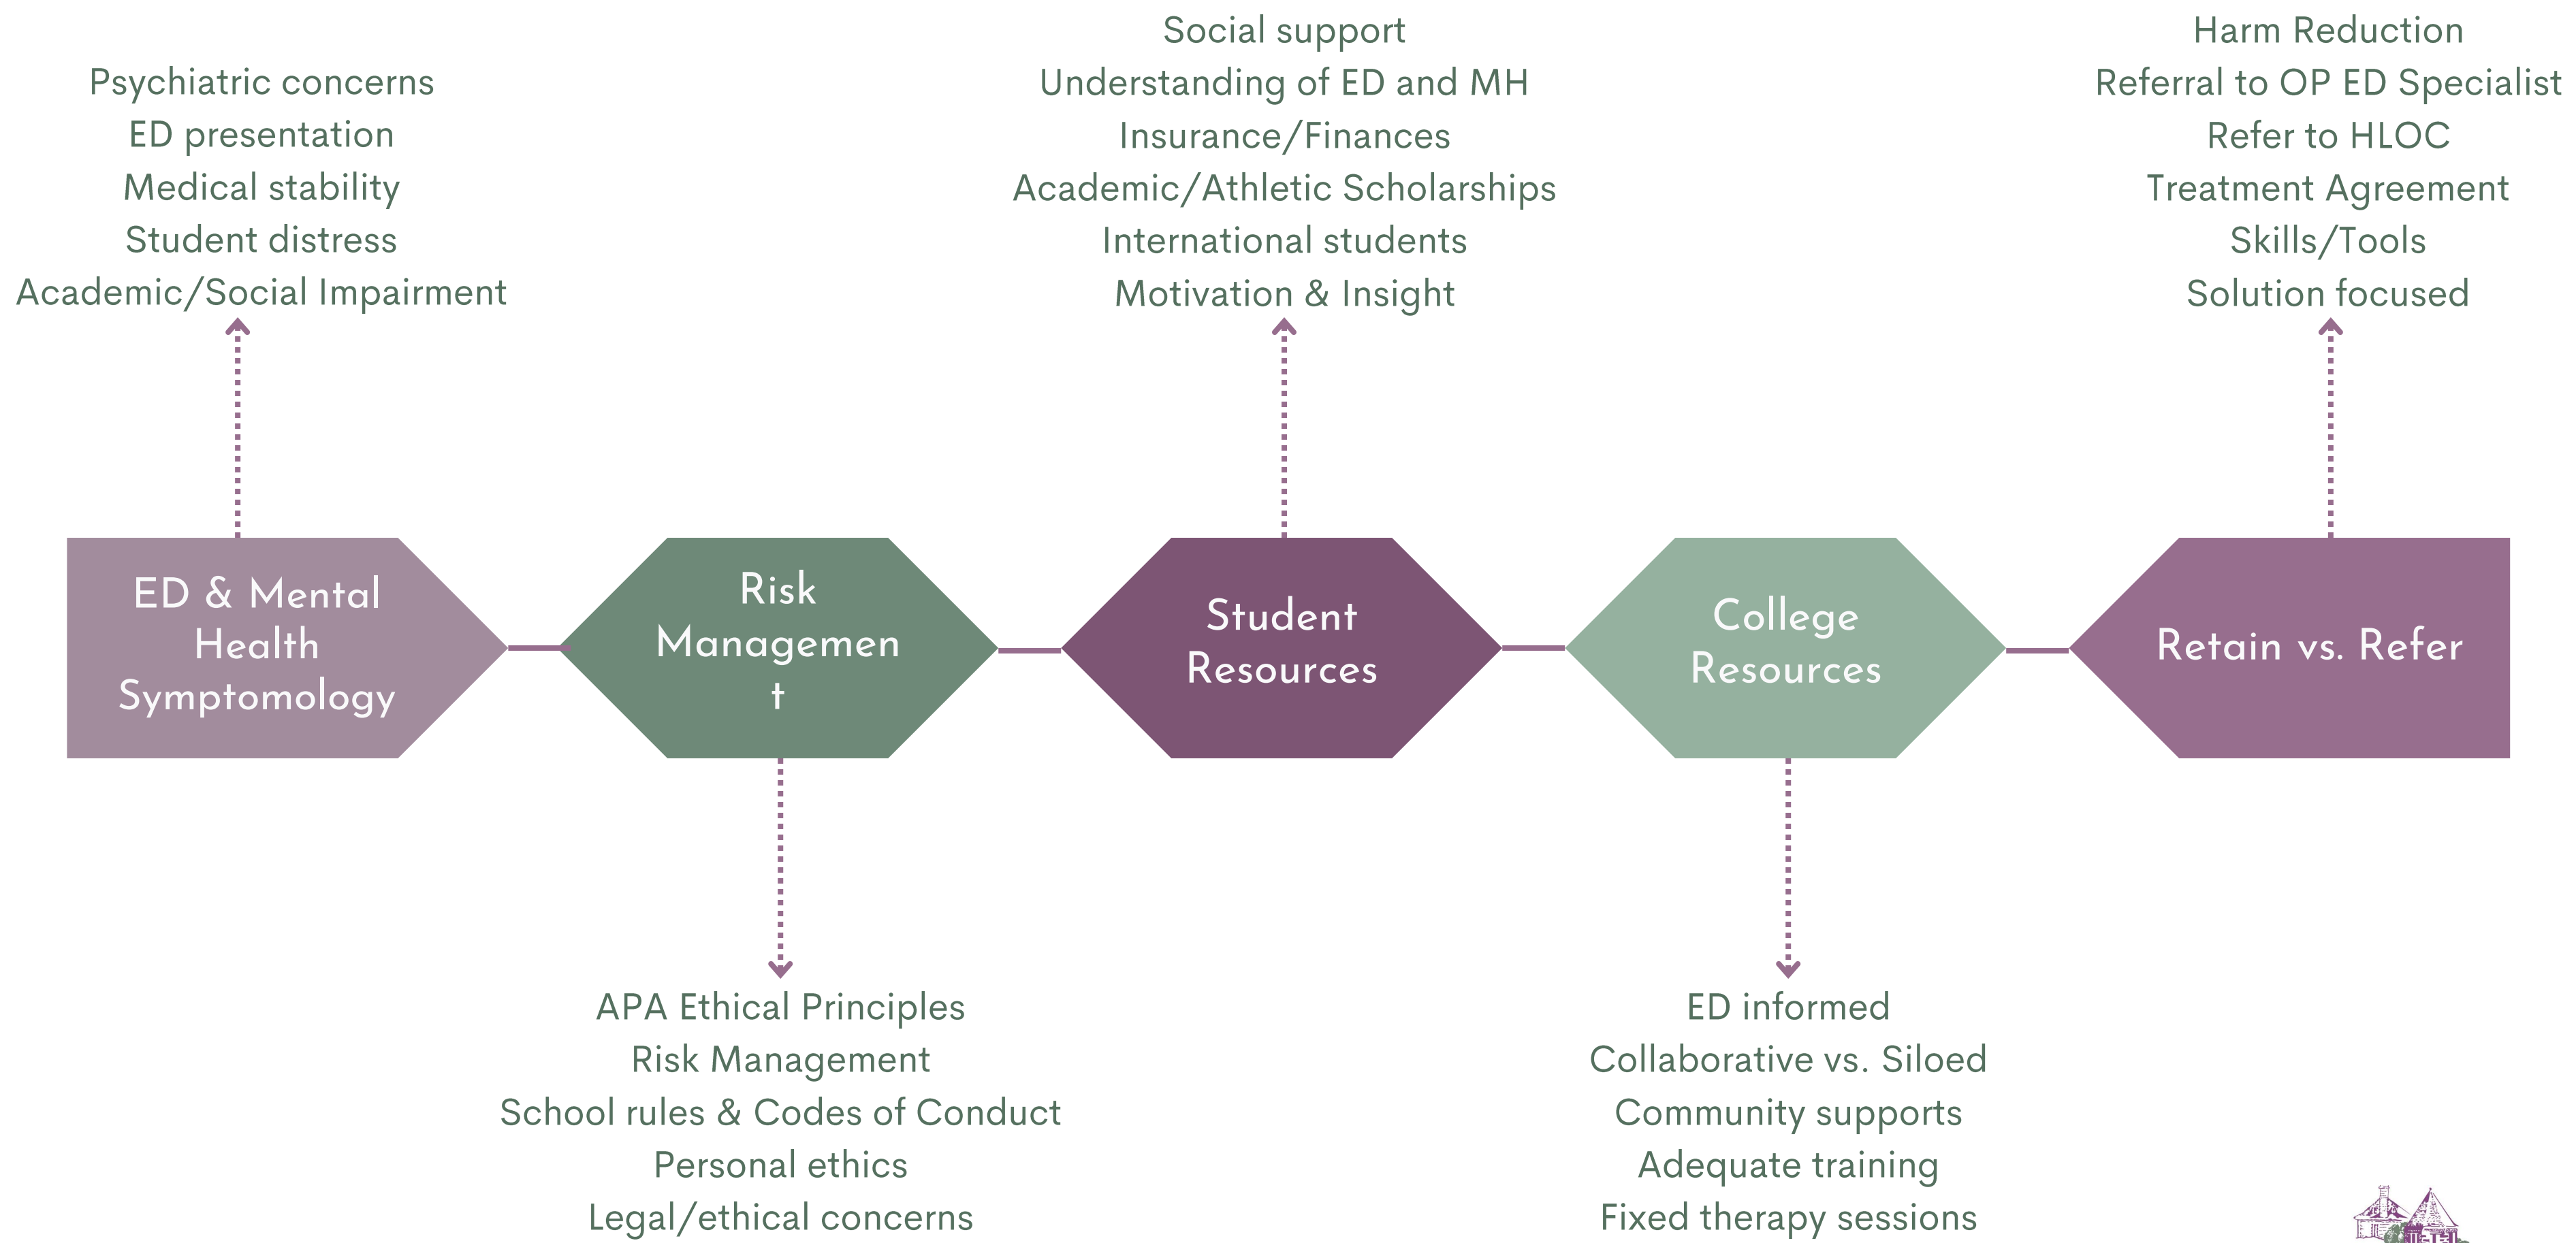 Psychiatric concerns
ED presentation
Medical stability
Student distress
Academic/Social Impairment
Social support
Understanding of ED and MH
Insurance/Finances
Academic/Athletic Scholarships
International students
Motivation & Insight
Harm Reduction
Referral to OP ED Specialist
Refer to HLOC
Treatment Agreement
Skills/Tools
Solution focused
ED & Mental
Health
Symptomology
Risk
Managemen
t
Student
Resources
College
Resources
Retain vs. Refer
APA Ethical Principles
Risk Management
School rules & Codes of Conduct
Personal ethics
Legal/ethical concerns
ED informed
Collaborative vs. Siloed
Community supports
Adequate training
Fixed therapy sessions